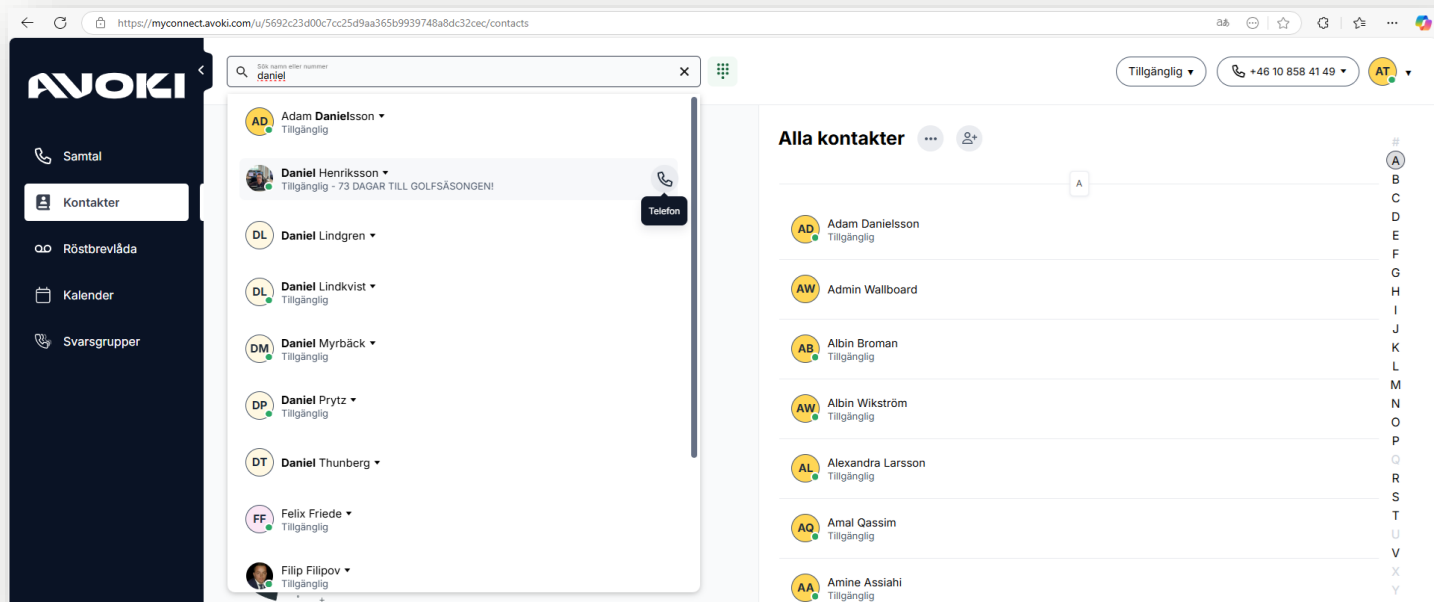 https://myconnect.avoki.com/u/5692c23d00c7cc25d9aa365b9939748a8dc32cec/contacts
AVOKI
Samtal
Kontakter
Röstbrevlåda
Kalender
Svarsgrupper
Sök namn eller nummer
daniel
Tillgänglig
+46 10 858 41 49
AT
AD
Adam Danielsson
Tillgänglig
Daniel Henriksson
Tillgänglig - 73 DAGAR TILL GOLFSÄSONGEN!
Telefon
DL
Daniel Lindgren
DL
Daniel Lindkvist
Tillgänglig
DM
Daniel Myrbäck
Tillgänglig
DP
Daniel Prytz
Tillgänglig
DT
Daniel Thunberg
FF
Felix Friede
Tillgänglig
Filip Filipov
Tillgänglig
Alla kontakter
A
AD
Adam Danielsson
Tillgänglig
AW
Admin Wallboard
AB
Albin Broman
Tillgänglig
AW
Albin Wikström
Tillgänglig
AL
Alexandra Larsson
Tillgänglig
AQ
Amal Qassim
Tillgänglig
AA
Amine Assiahi
Tillgänglig
#
A
B
C
D
E
F
G
H
I
J
K
L
M
N
O
P
Q
R
S
T
U
V
X
Y